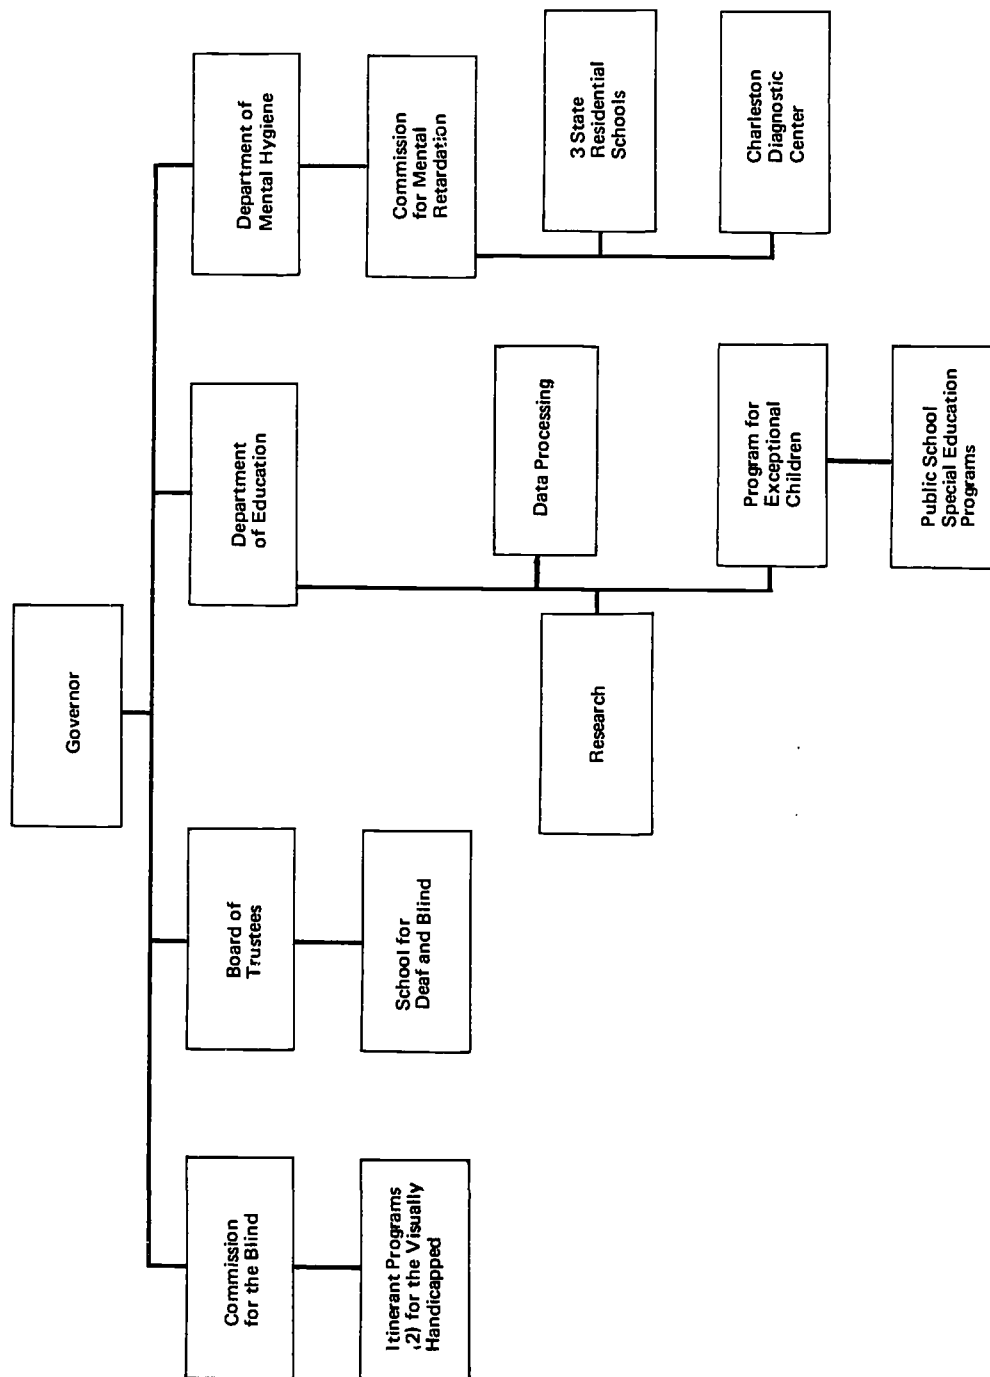 Governor
Commission
for the Blind
Board of
Trustees
Department
of Education
Department of
Mental Hygiene
Itinerant Programs
(2) for the Visually
Handicapped
School for
Deaf and Blind
Commission
for Mental
Retardation
Research
Data Processing
3 State
Residential
Schools
Program for
Exceptional
Children
Charleston
Diagnostic
Center
Public School
Special Education
Programs